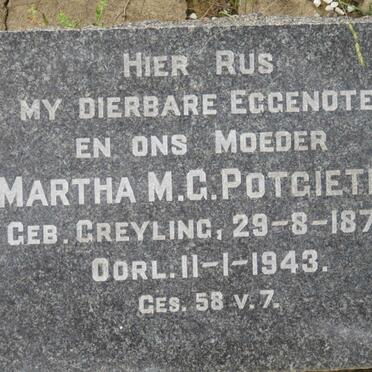 HIER RUS
MY DIERBARE EGGENOTE
EN ONS MOEDER
MARTHA M.C. POTGIET
GEB. GREYLING, 29-8-187
OORL. 11-1-1943.
GES. 58 V. 7.